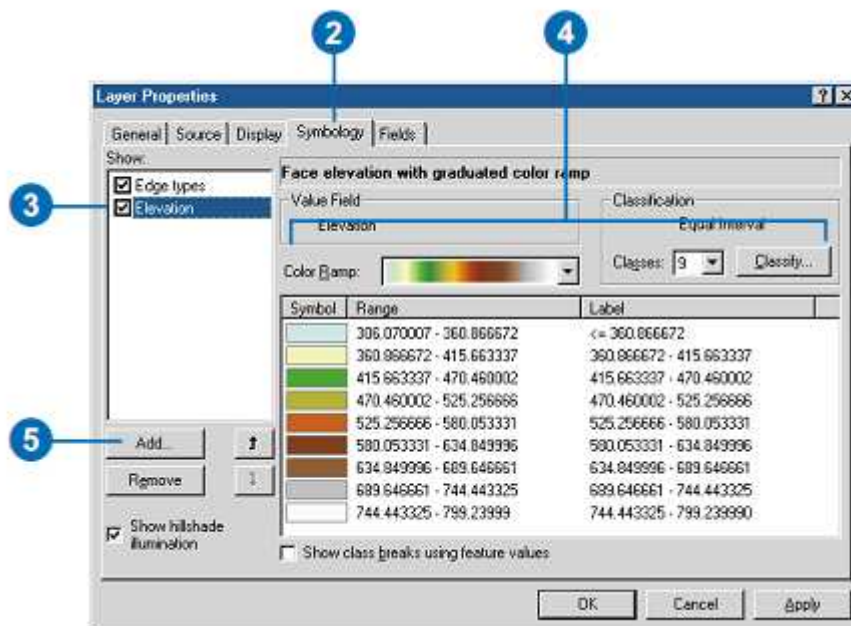 2
4
Layer Properties
General Source Display Symbology Fields
Show:
Edge types
3
Elevation
Face elevation with graduated color ramp
Value Field
Elevation
Classification
Equal Interval
Color Ramp:
Classes: 9 Classify...
Symbol Range Label
306.070007 - 360.866672 <= 360.866672
360.866672 - 415.663337 360.866672 - 415.663337
415.663337 - 470.460002 415.663337 - 470.460002
470.460002 - 525.256666 470.460002 - 525.256666
525.256666 - 580.053331 525.256666 - 580.053331
580.053331 - 634.849996 580.053331 - 634.849996
634.849996 - 689.646661 634.849996 - 689.646661
689.646661 - 744.443325 689.646661 - 744.443325
744.443325 - 799.23999 744.443325 - 799.239990
5
Add...
Remove
Show hillshade
illumination
Show class breaks using feature values
OK Cancel Apply